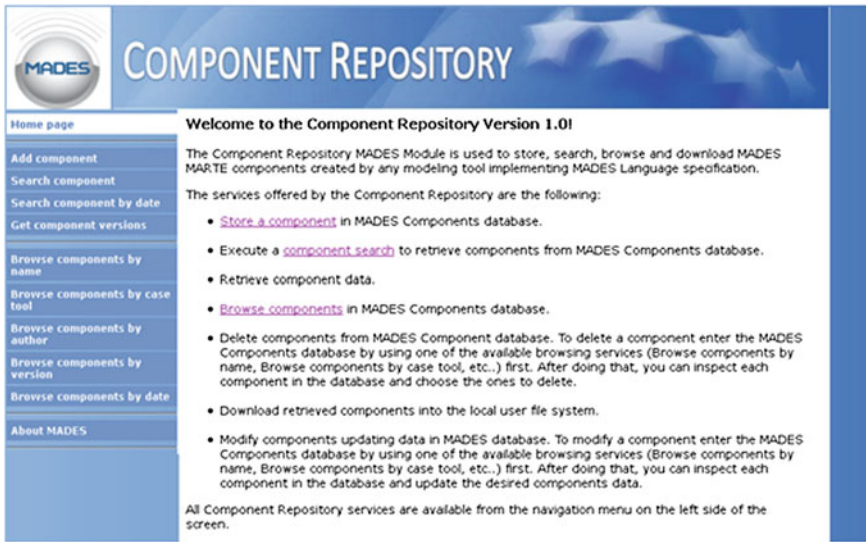 MADES
COMPONENT REPOSITORY
Home page
Add component
Search component
Search component by date
Get component versions
Browse components by
name
Browse components by case
tool
Browse components by
author
Browse components by
version
Browse components by date
About MADES
Welcome to the Component Repository Version 1.0!
The Component Repository MADES Module is used to store, search, browse and download MADES
MARTE components created by any modeling tool implementing MADES Language specification.
The services offered by the Component Repository are the following:
• Store a component in MADES Components database.
• Execute a component search to retrieve components from MADES Components database.
• Retrieve component data.
• Browse components in MADES Components database.
• Delete components from MADES Component database. To delete a component enter the MADES
Components database by using one of the available browsing services (Browse components by
name, Browse components by case tool, etc..) first. After doing that, you can inspect each
component in the database and choose the ones to delete.
• Download retrieved components into the local user file system.
• Modify components updating data in MADES database. To modify a component enter the MADES
Components database by using one of the available browsing services (Browse components by
name, Browse components by case tool, etc..) first. After doing that, you can inspect each
component in the database and update the desired components data.
All Component Repository services are available from the navigation menu on the left side of the
screen.